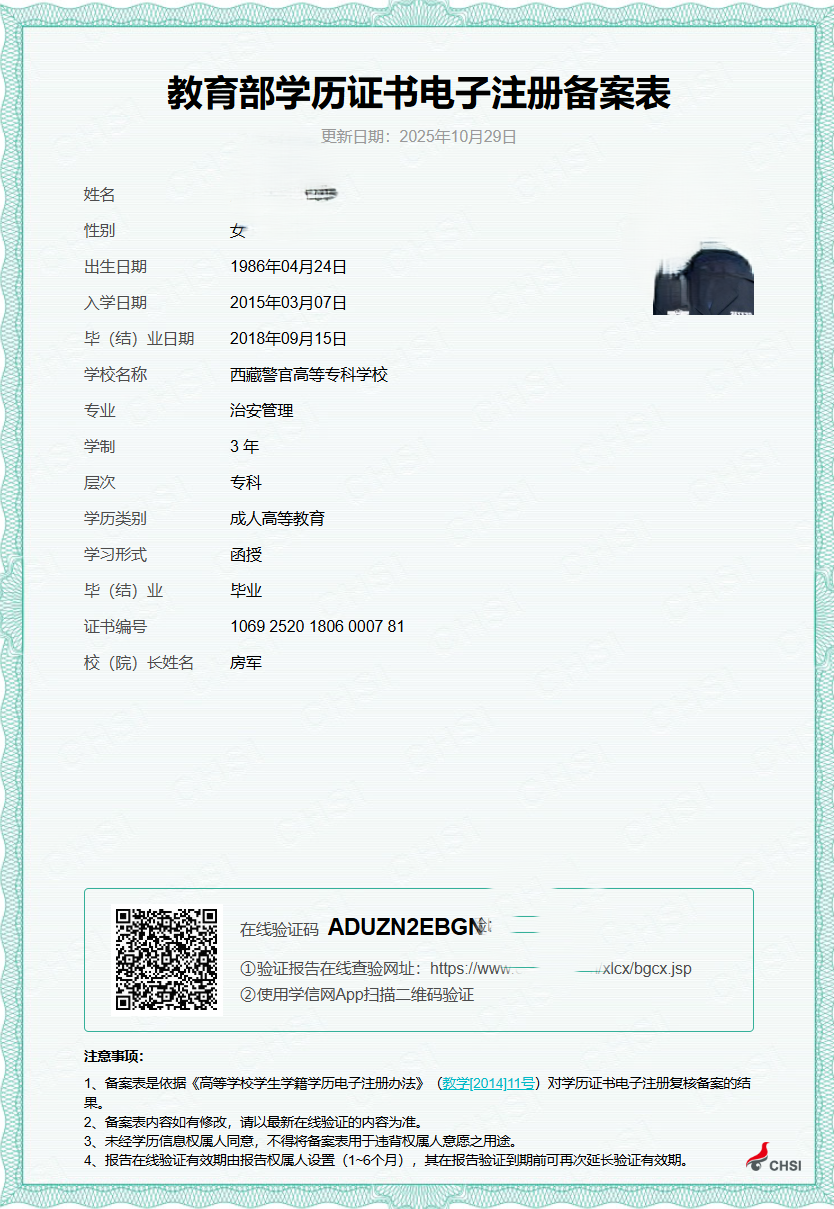 教育部学历证书电子注册备案表
更新日期：2025年10月29日
姓名
性别 女
出生日期 1986年04月24日
入学日期 2015年03月07日
毕（结）业日期 2018年09月15日
学校名称 西藏警官高等专科学校
专业 治安管理
学制 3 年
层次 专科
学历类别 成人高等教育
学习形式 函授
毕（结）业 毕业
证书编号 1069 2520 1806 0007 81
校（院）长姓名 房军
在线验证码 ADUZN2EBGN
①验证报告在线查验网址：https://www. /xlcx/bgcx.jsp
②使用学信网App扫描二维码验证
注意事项：
1、备案表是依据《高等学校学生学籍学历电子注册办法》（教学[2014]11号）对学历证书电子注册复核备案的结
果。
2、备案表内容如有修改，请以最新在线验证的内容为准。
3、未经学历信息权属人同意，不得将备案表用于违背权属人意愿之用途。
4、报告在线验证有效期由报告权属人设置（1~6个月），其在报告验证到期前可再次延长验证有效期。
CHSI